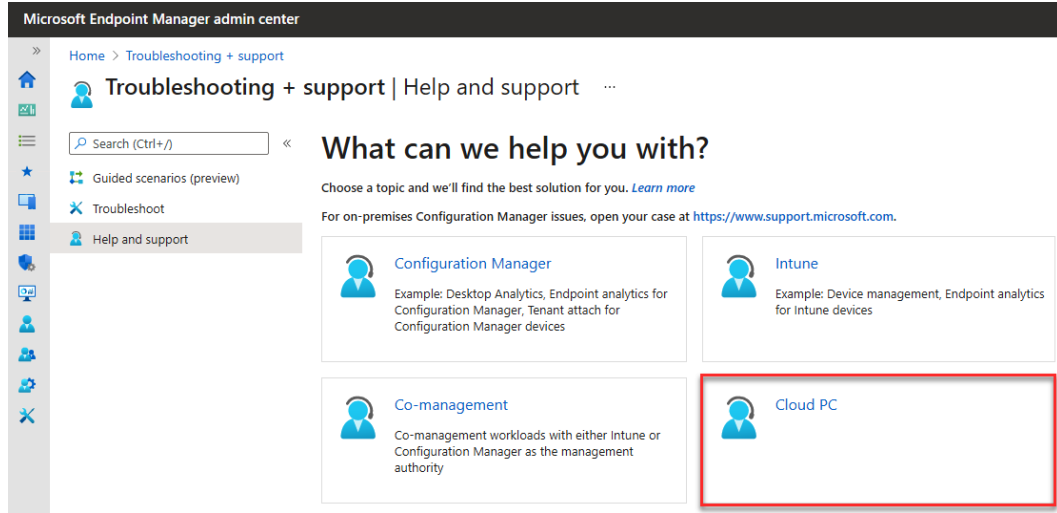 Microsoft Endpoint Manager admin center
»
Home > Troubleshooting + support
Troubleshooting + support | Help and support ...
Search (Ctrl+/)
«
Guided scenarios (preview)
Troubleshoot
Help and support
What can we help you with?
Choose a topic and we'll find the best solution for you. Learn more
For on-premises Configuration Manager issues, open your case at https://www.support.microsoft.com.
Configuration Manager
Example: Desktop Analytics, Endpoint analytics for
Configuration Manager, Tenant attach for
Configuration Manager devices
Intune
Example: Device management, Endpoint analytics
for Intune devices
Co-management
Co-management workloads with either Intune or
Configuration Manager as the management
authority
Cloud PC